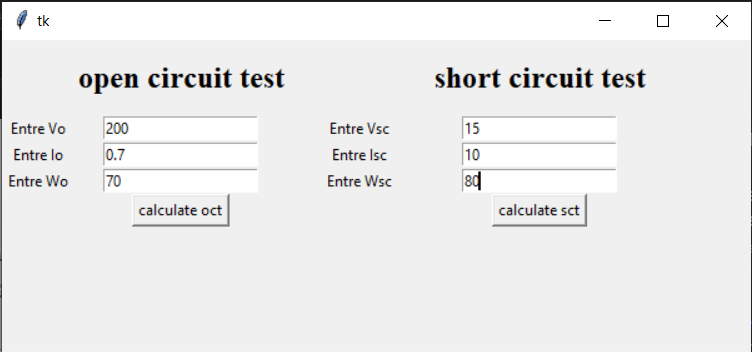 tk
open circuit test short circuit test
Entre Vo 200 Entre Vsc 15
Entre Io 0.7 Entre Isc 10
Entre Wo 70 Entre Wsc 80
calculate oct calculate sct